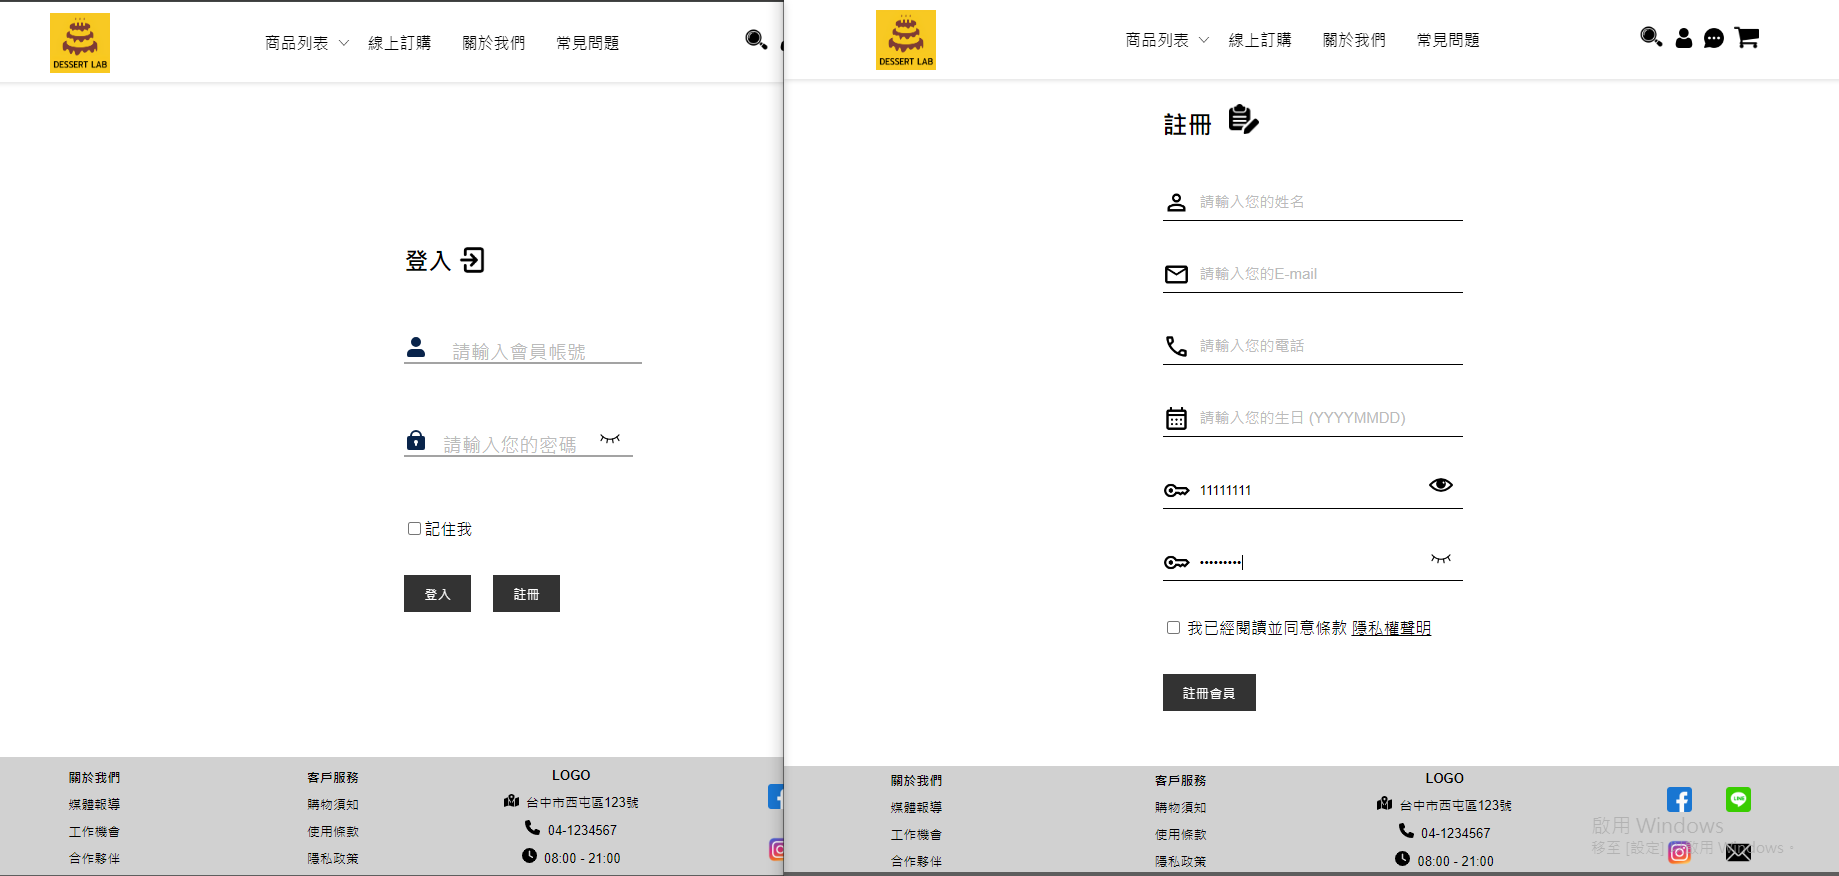 DESSERT LAB
商品列表 線上訂購 關於我們 常見問題
登入
請輸入會員帳號
請輸入您的密碼
記住我
登入 註冊
關於我們
媒體報導
工作機會
合作夥伴
客戶服務
購物須知
使用條款
隱私政策
LOGO
台中市西屯區123號
04-1234567
08:00 - 21:00
DESSERT LAB
商品列表 線上訂購 關於我們 常見問題
註冊
請輸入您的姓名
請輸入您的E-mail
請輸入您的電話
請輸入您的生日 (YYYYMMDD)
11111111
•••••••••
我已經閱讀並同意條款 隱私權聲明
註冊會員
關於我們
媒體報導
工作機會
合作夥伴
客戶服務
購物須知
使用條款
隱私政策
LOGO
台中市西屯區123號
04-1234567
08:00 - 21:00
LINE
啟用 Windows
移至 [設定] 啟用 Windows。